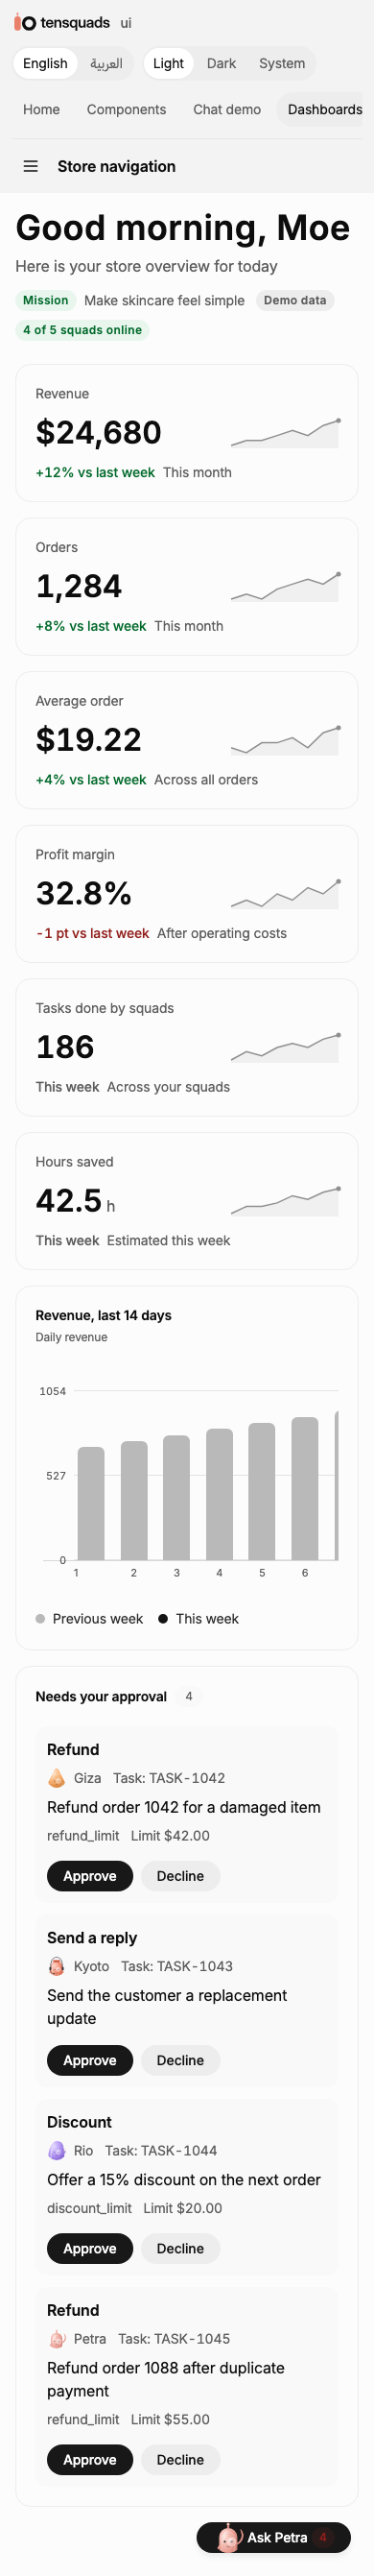 tensquads ui
English العربية Light Dark System
Home Components Chat demo Dashboards
Store navigation
Good morning, Moe
Here is your store overview for today
Mission Make skincare feel simple Demo data
4 of 5 squads online
Revenue
$24,680
+12% vs last week This month
Orders
1,284
+8% vs last week This month
Average order
$19.22
+4% vs last week Across all orders
Profit margin
32.8%
-1 pt vs last week After operating costs
Tasks done by squads
186
This week Across your squads
Hours saved
42.5 h
This week Estimated this week
Revenue, last 14 days
Daily revenue
1054
527
0
1 2 3 4 5 6
Previous week This week
Needs your approval 4
Refund
Giza Task: TASK-1042
Refund order 1042 for a damaged item
refund_limit Limit $42.00
Approve Decline
Send a reply
Kyoto Task: TASK-1043
Send the customer a replacement
update
Approve Decline
Discount
Rio Task: TASK-1044
Offer a 15% discount on the next order
discount_limit Limit $20.00
Approve Decline
Refund
Petra Task: TASK-1045
Refund order 1088 after duplicate
payment
refund_limit Limit $55.00
Approve Decline
Ask Petra 4